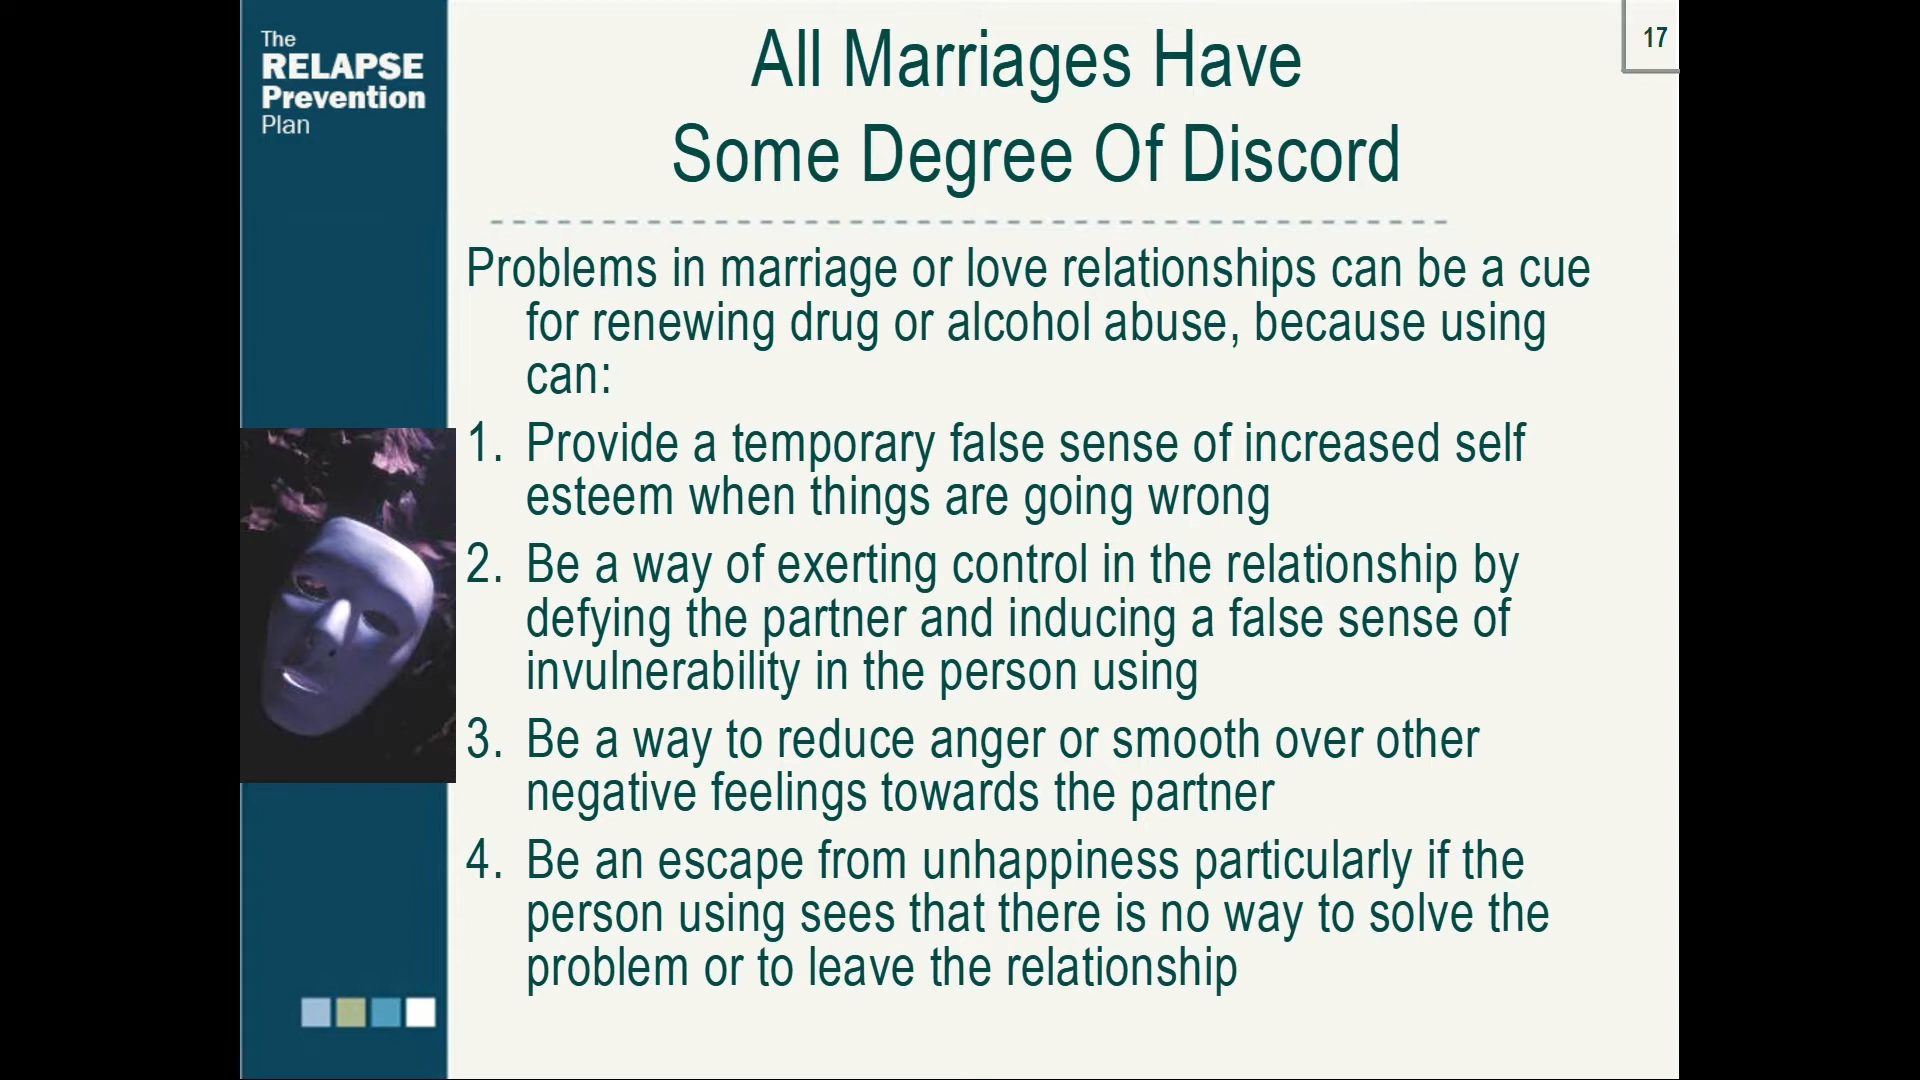 The
RELAPSE
Prevention
Plan
17
All Marriages Have
Some Degree Of Discord
Problems in marriage or love relationships can be a cue
for renewing drug or alcohol abuse, because using
can:
1. Provide a temporary false sense of increased self
esteem when things are going wrong
2. Be a way of exerting control in the relationship by
defying the partner and inducing a false sense of
invulnerability in the person using
3. Be a way to reduce anger or smooth over other
negative feelings towards the partner
4. Be an escape from unhappiness particularly if the
person using sees that there is no way to solve the
problem or to leave the relationship